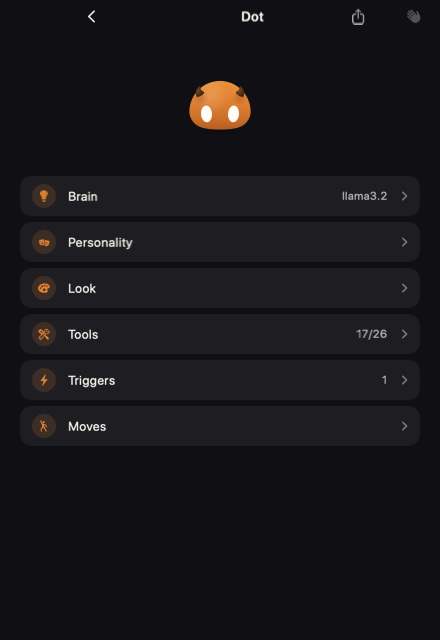 Dot
Brain llama3.2
Personality
Look
Tools 17/26
Triggers 1
Moves